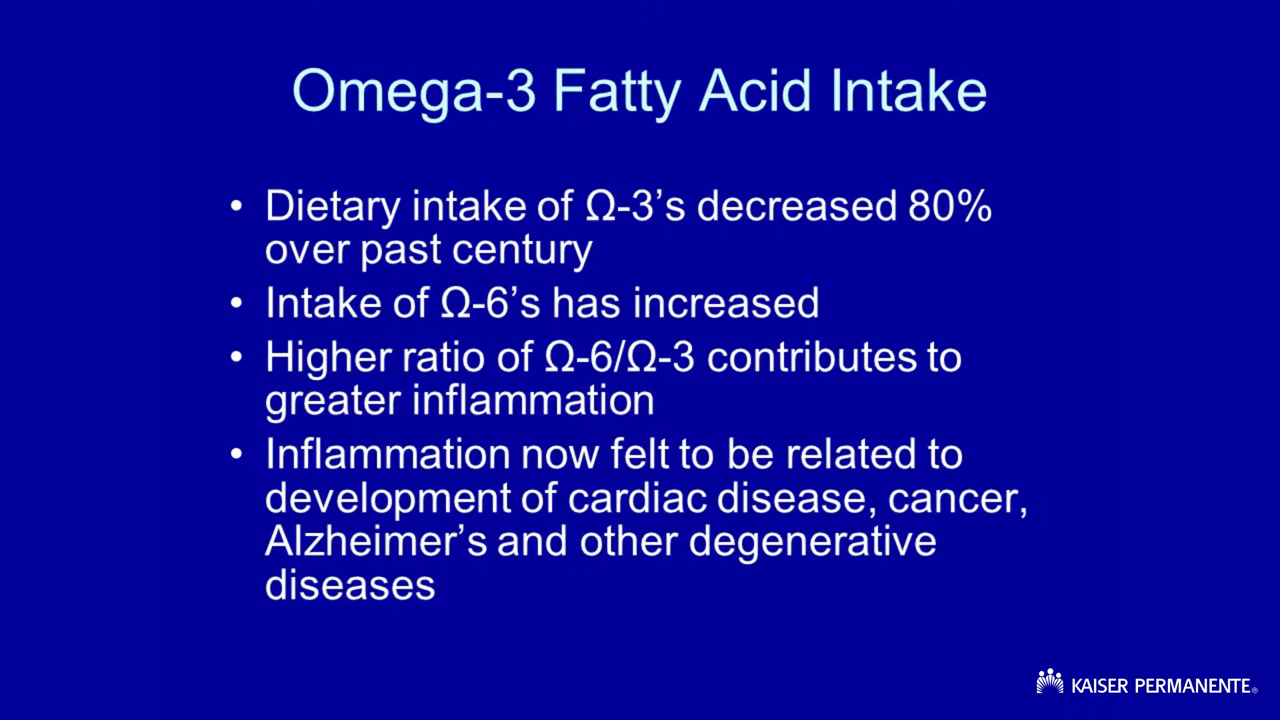 Omega-3 Fatty Acid Intake
• Dietary intake of Ω-3’s decreased 80%
over past century
• Intake of Ω-6’s has increased
• Higher ratio of Ω-6/Ω-3 contributes to
greater inflammation
• Inflammation now felt to be related to
development of cardiac disease, cancer,
Alzheimer’s and other degenerative
diseases
KAISER PERMANENTE®